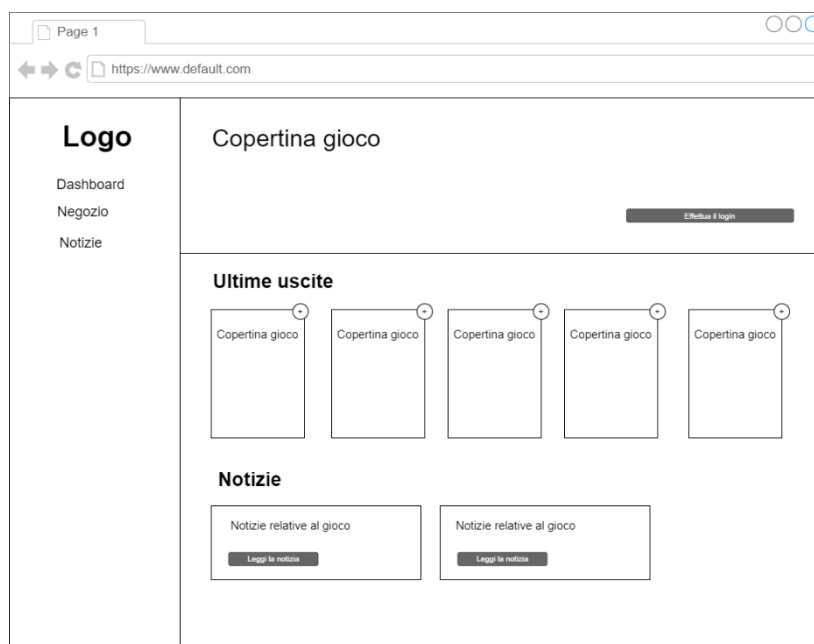 Page 1
https://www.default.com
Logo
Dashboard
Negozio
Notizie
Copertina gioco
Effettua il login
Ultime uscite
+ + + + +
Copertina gioco Copertina gioco Copertina gioco Copertina gioco Copertina gioco
Notizie
Notizie relative al gioco Notizie relative al gioco
Leggi la notizia Leggi la notizia